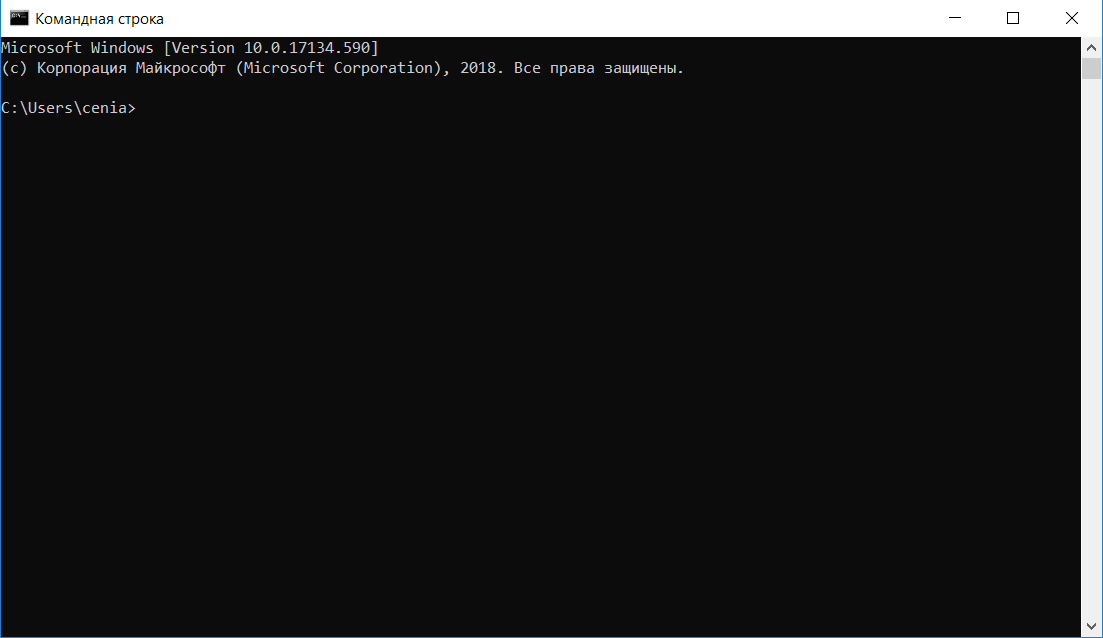 Командная строка
Microsoft Windows [Version 10.0.17134.590]
(c) Корпорация Майкрософт (Microsoft Corporation), 2018. Все права защищены.
C:\Users\cenia>